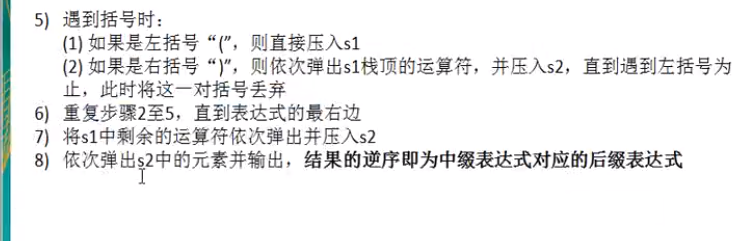 5) 遇到括号时：
(1) 如果是左括号“(”，则直接压入s1
(2) 如果是右括号“)”，则依次弹出s1栈顶的运算符，并压入s2，直到遇到左括号为
止，此时将这一对括号丢弃
6) 重复步骤2至5，直到表达式的最右边
7) 将s1中剩余的运算符依次弹出并压入s2
8) 依次弹出s2中的元素并输出，结果的逆序即为中缀表达式对应的后缀表达式